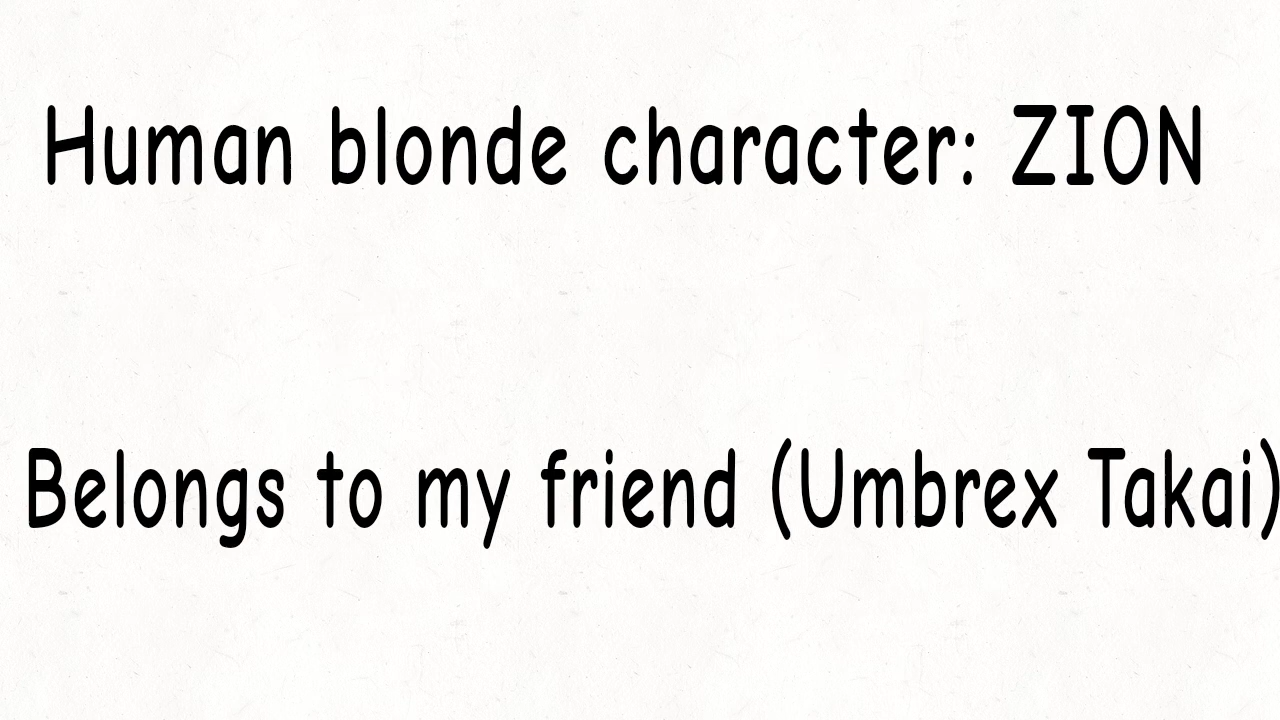 Human blonde character: ZION
Belongs to my friend (Umbrex Takai)